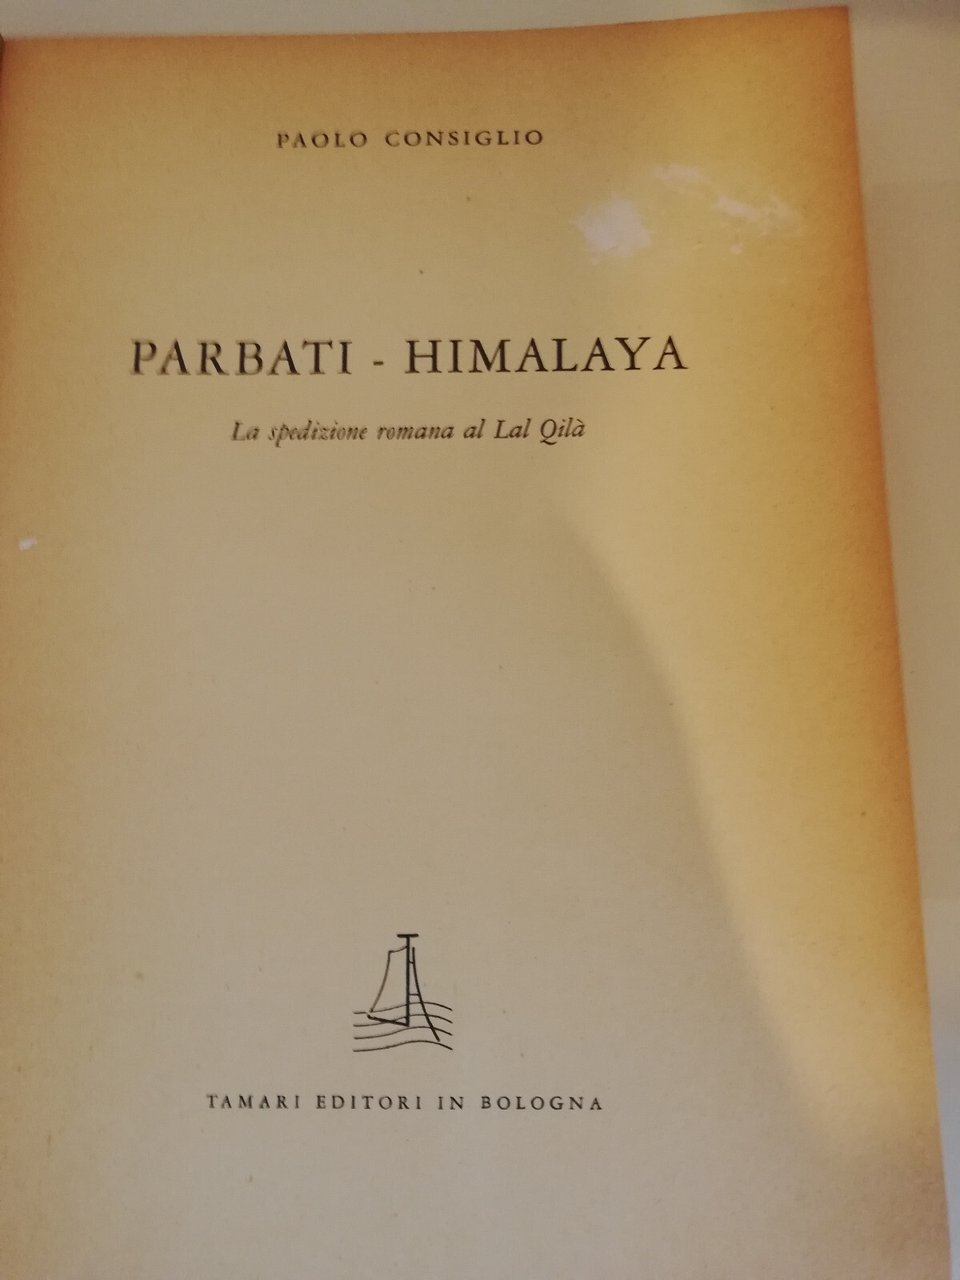 PAOLO CONSIGLIO
PARBATI - HIMALAYA
La spedizione romana al Lal Qilà
TAMARI EDITORI IN BOLOGNA